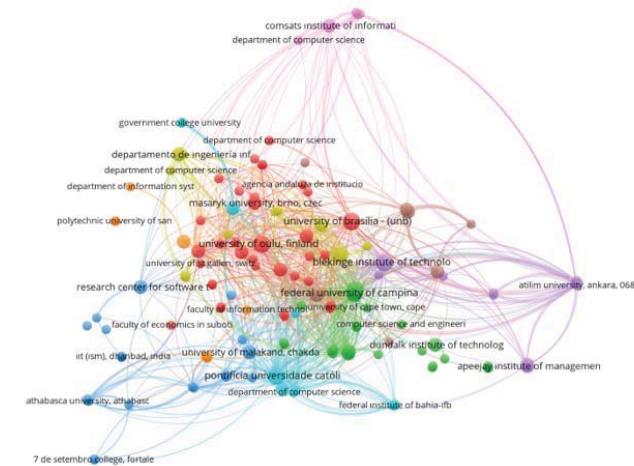 comsats institute of informati
department of computer science
government college university
department of computer science
departamento de ingeniería inf
department of computer science
agencia andaluza de institucio
department of information syst
masaryk university, brno, czec
polytechnic university of san
university of brasília - (unb)
university of oulu, finland
university of st.gallen, switz
blekinge institute of technolo
atilim university, ankara, 068
research center for software t
federal university of campina
faculty of information technol
university of cape town, cape
faculty of economics in suboti
computer science and engineeri
dundalk institute of technolog
iit (ism), dhanbad, india
university of malakand, chakda
apeejay institute of managemen
pontifícia universidade católi
department of computer science
athabasca university, athabasc
federal institute of bahia-ifb
7 de setembro college, fortale